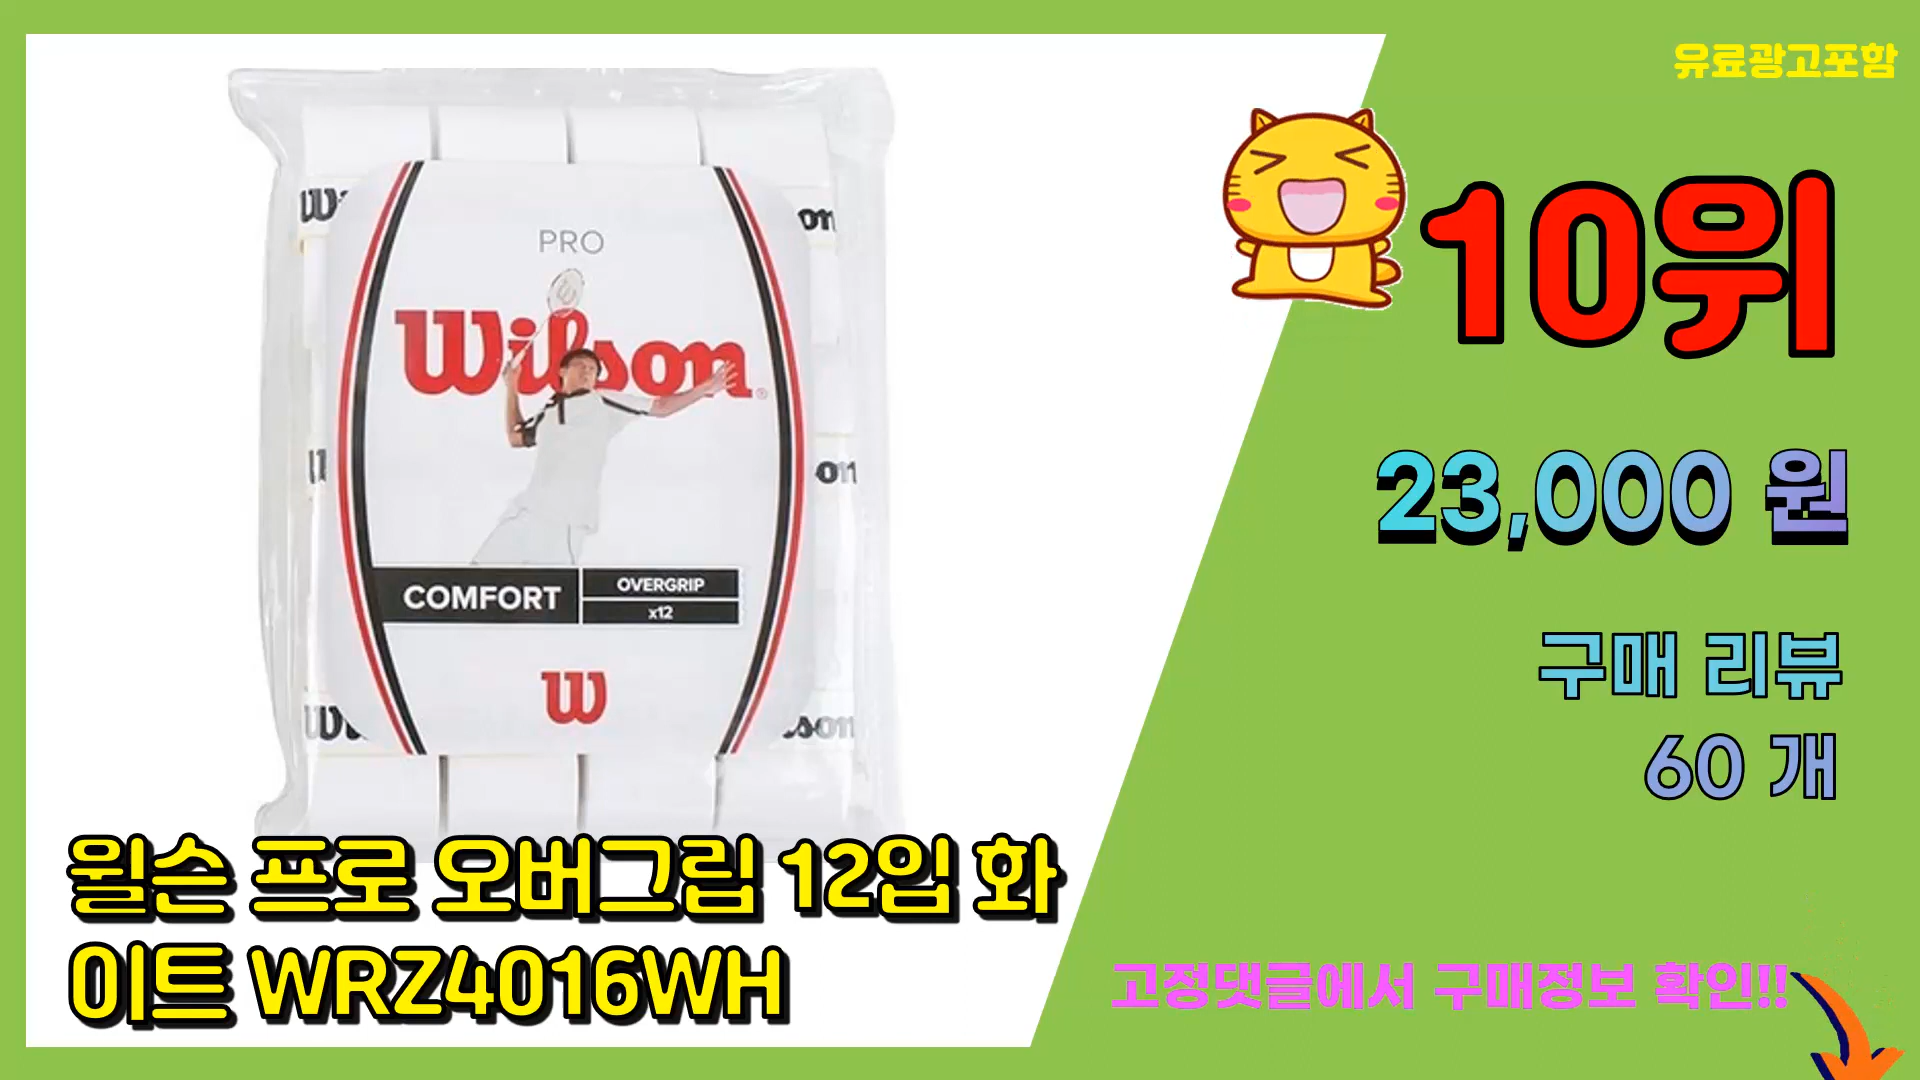 유료광고포함
10위
23,000 원
구매 리뷰
60 개
PRO
Wilson
COMFORT
OVERGRIP
x12
W
윌슨 프로 오버그립 12입 화
이트 WRZ4016WH
고정댓글에서 구매정보 확인!!